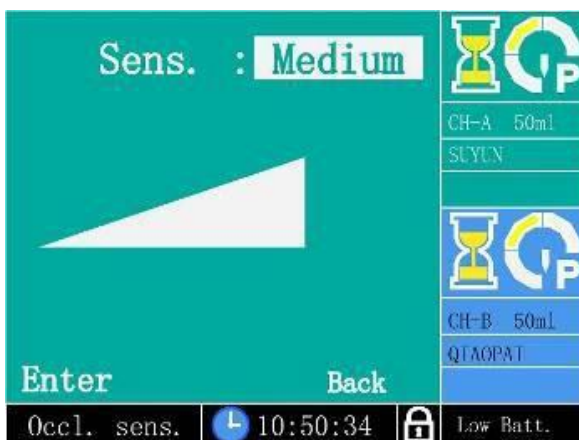 Sens. : Medium
P
CH-A 50ml
SUYUN
P
CH-B 50ml
QIAOPAI
Enter Back
Occl. sens. 10:50:34 Low Batt.